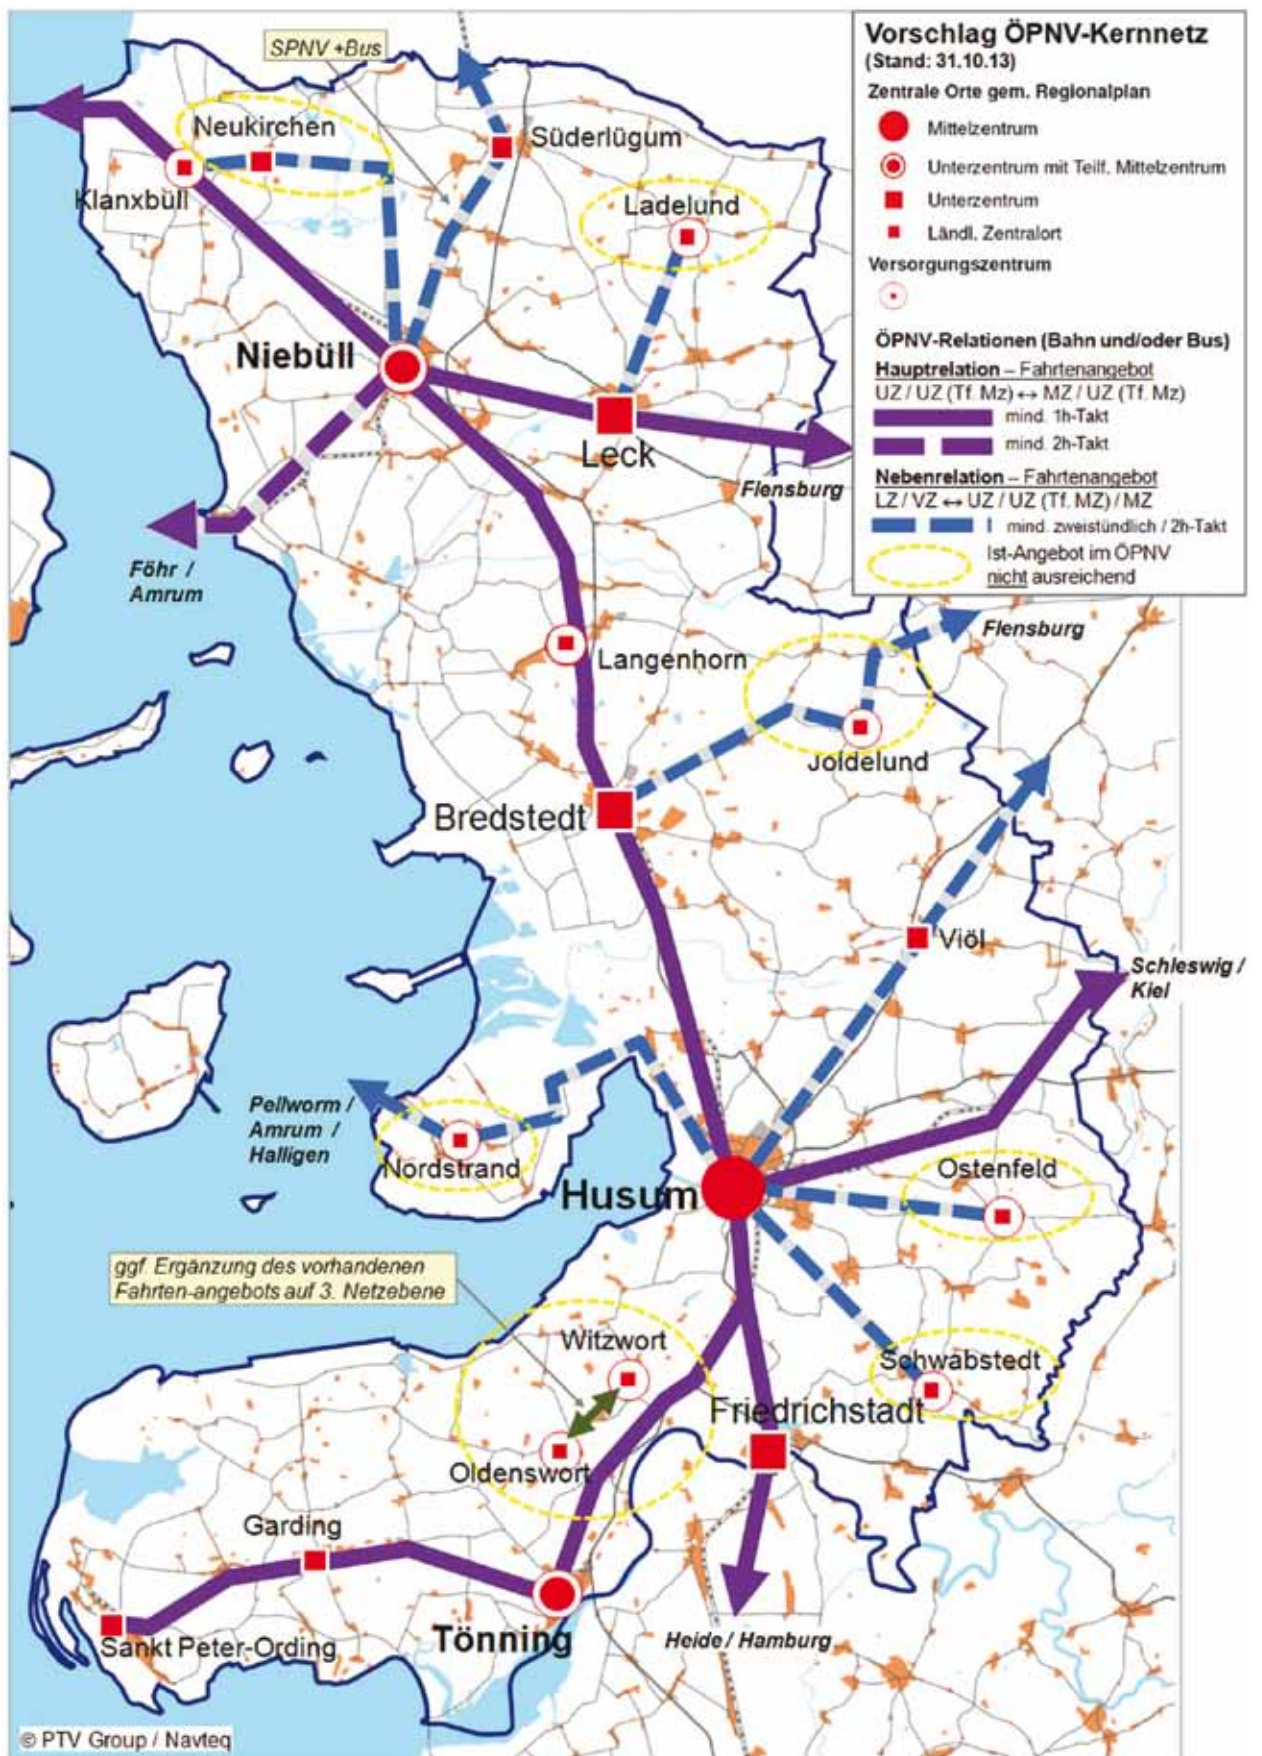 Vorschlag ÖPNV-Kernnetz
(Stand: 31.10.13)
Zentrale Orte gem. Regionalplan
Mittelzentrum
Unterzentrum mit Teilf. Mittelzentrum
Unterzentrum
Ländl. Zentralort
Versorgungszentrum
ÖPNV-Relationen (Bahn und/oder Bus)
Hauptrelation – Fahrtenangebot
UZ / UZ (Tf. Mz) ↔ MZ / UZ (Tf. Mz)
mind. 1h-Takt
mind. 2h-Takt
Nebenrelation – Fahrtenangebot
LZ / VZ ↔ UZ / UZ (Tf. MZ) / MZ
mind. zweistündlich / 2h-Takt
Ist-Angebot im ÖPNV
nicht ausreichend
SPNV +Bus
Neukirchen
Süderlügum
Klanxbüll
Ladelund
Niebüll
Leck
Flensburg
Föhr /
Amrum
Langenhorn
Flensburg
Joldelund
Bredstedt
Viöl
Schleswig /
Kiel
Pellworm /
Amrum /
Halligen
Nordstrand
Husum
Ostenfeld
ggf. Ergänzung des vorhandenen
Fahrten-angebots auf 3. Netzebene
Witzwort
Schwabstedt
Friedrichstadt
Oldenswort
Garding
Sankt Peter-Ording
Tönning
Heide / Hamburg
© PTV Group / Navteq